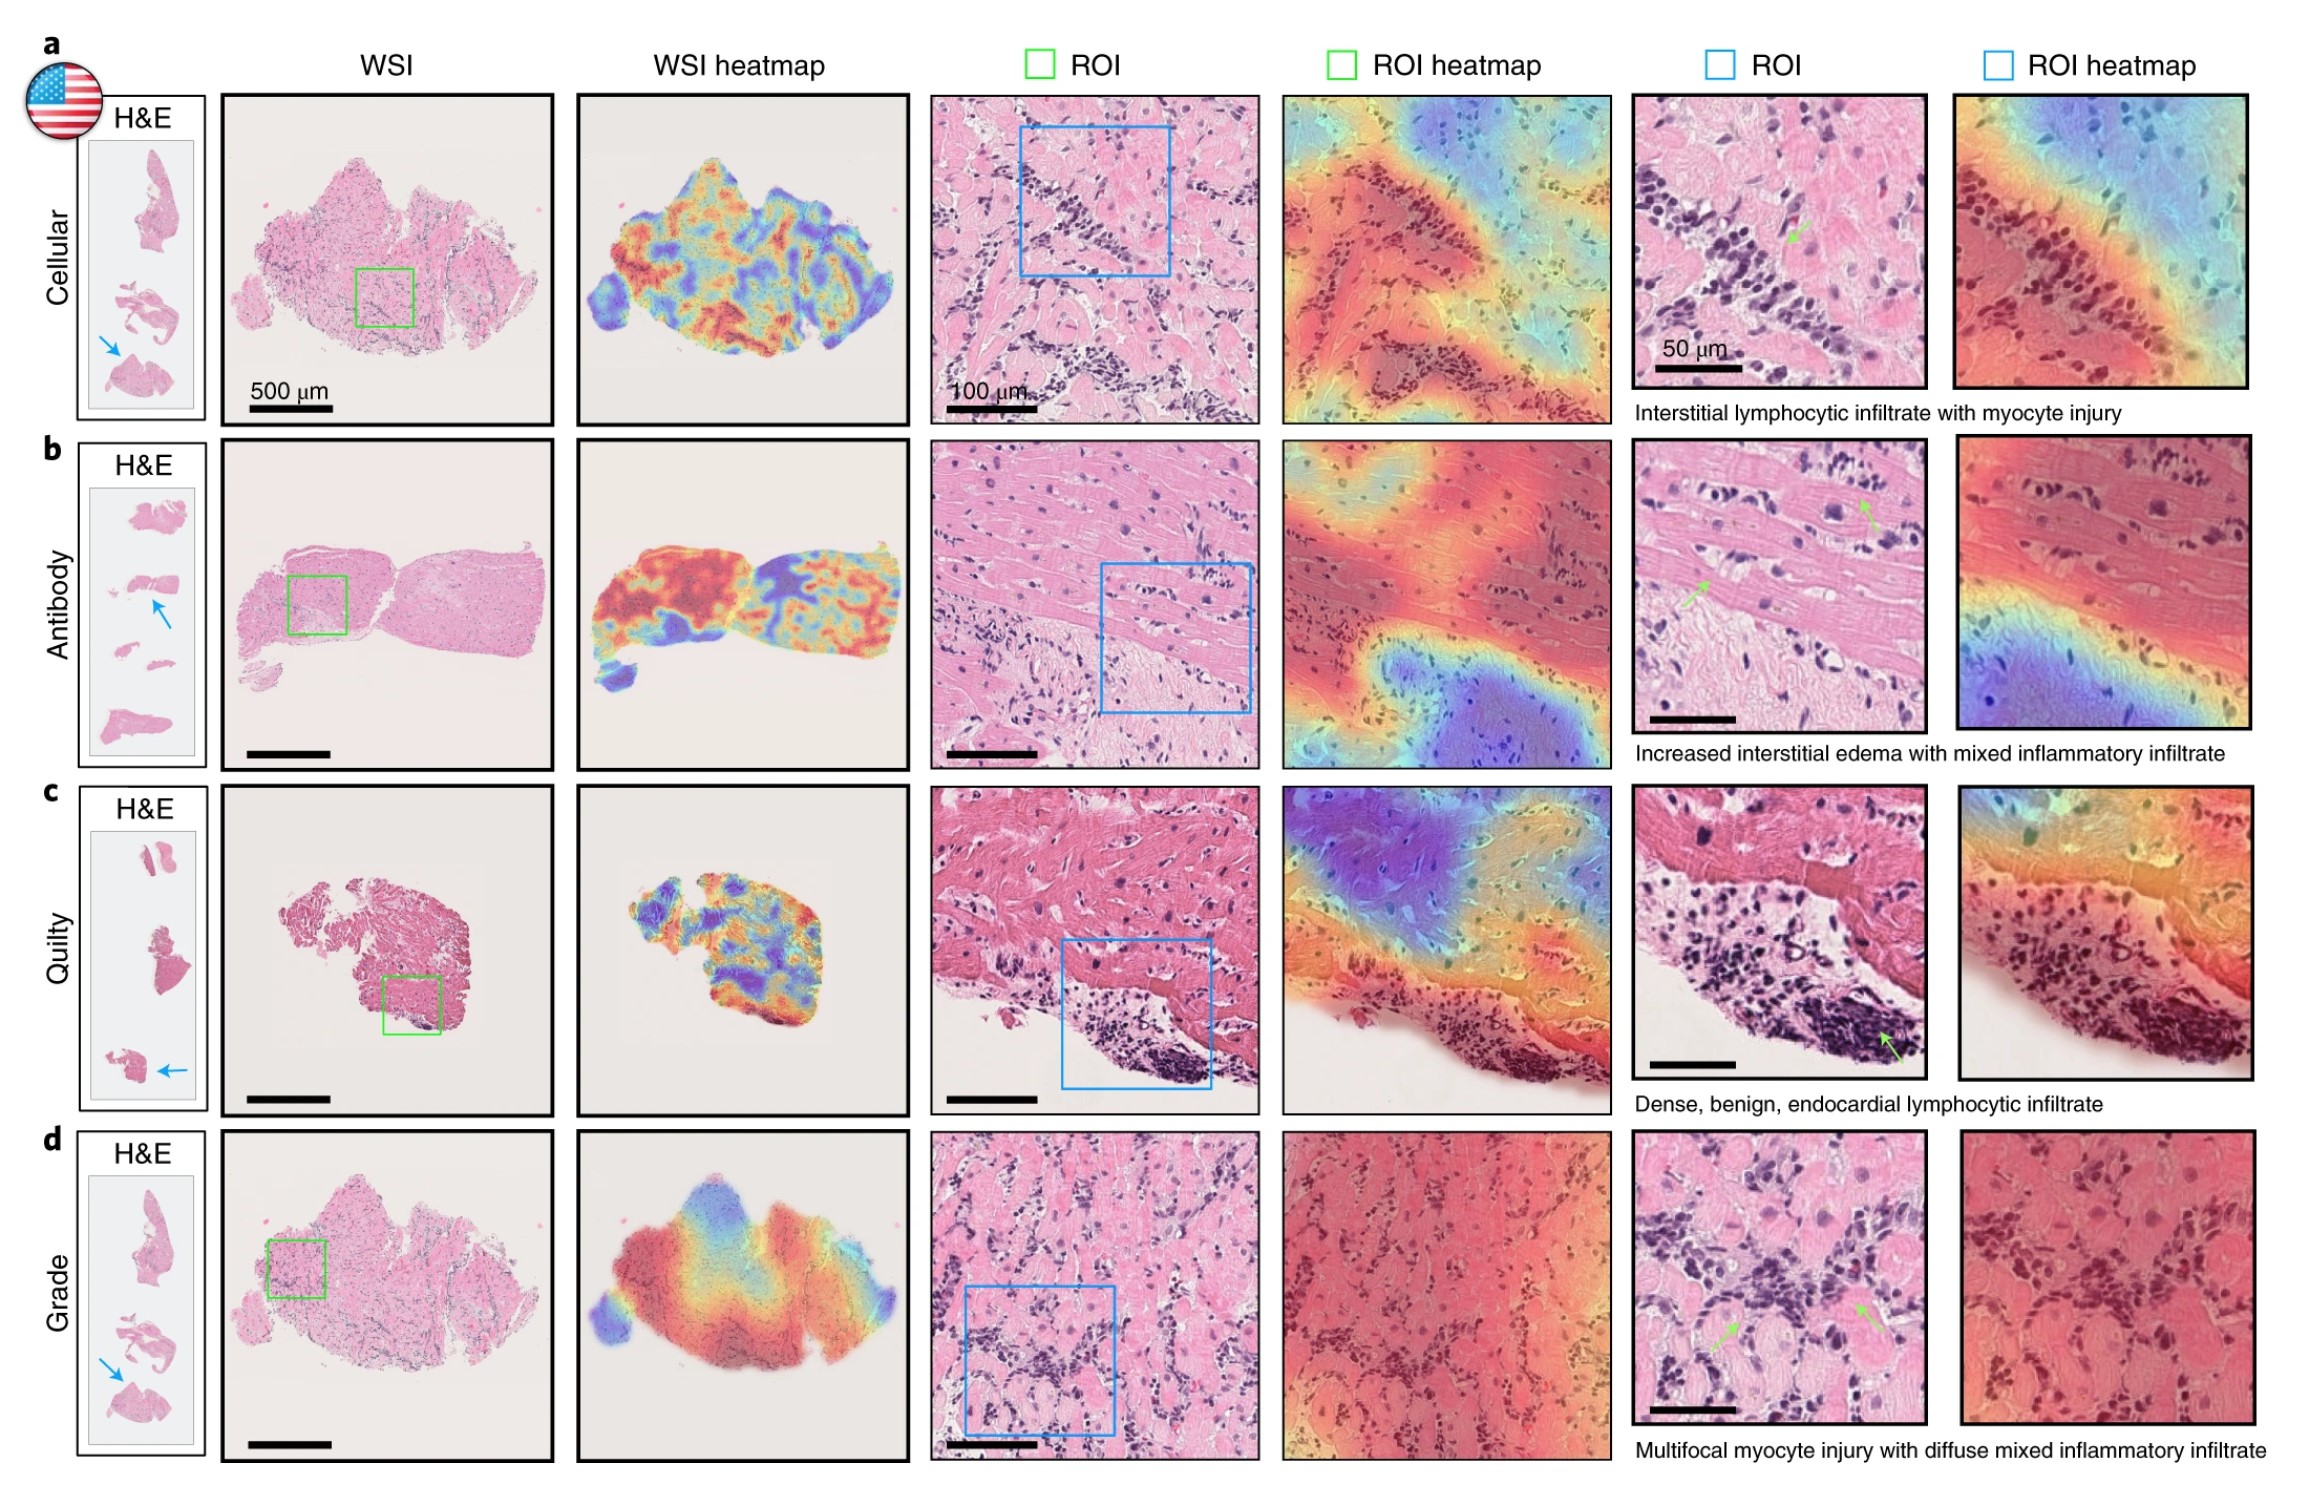 a
WSI
WSI heatmap
ROI
ROI heatmap
ROI
ROI heatmap
H&E
Cellular
500 μm
100 μm
50 μm
Interstitial lymphocytic infiltrate with myocyte injury
b
H&E
Antibody
Increased interstitial edema with mixed inflammatory infiltrate
c
H&E
Quilty
Dense, benign, endocardial lymphocytic infiltrate
d
H&E
Grade
Multifocal myocyte injury with diffuse mixed inflammatory infiltrate